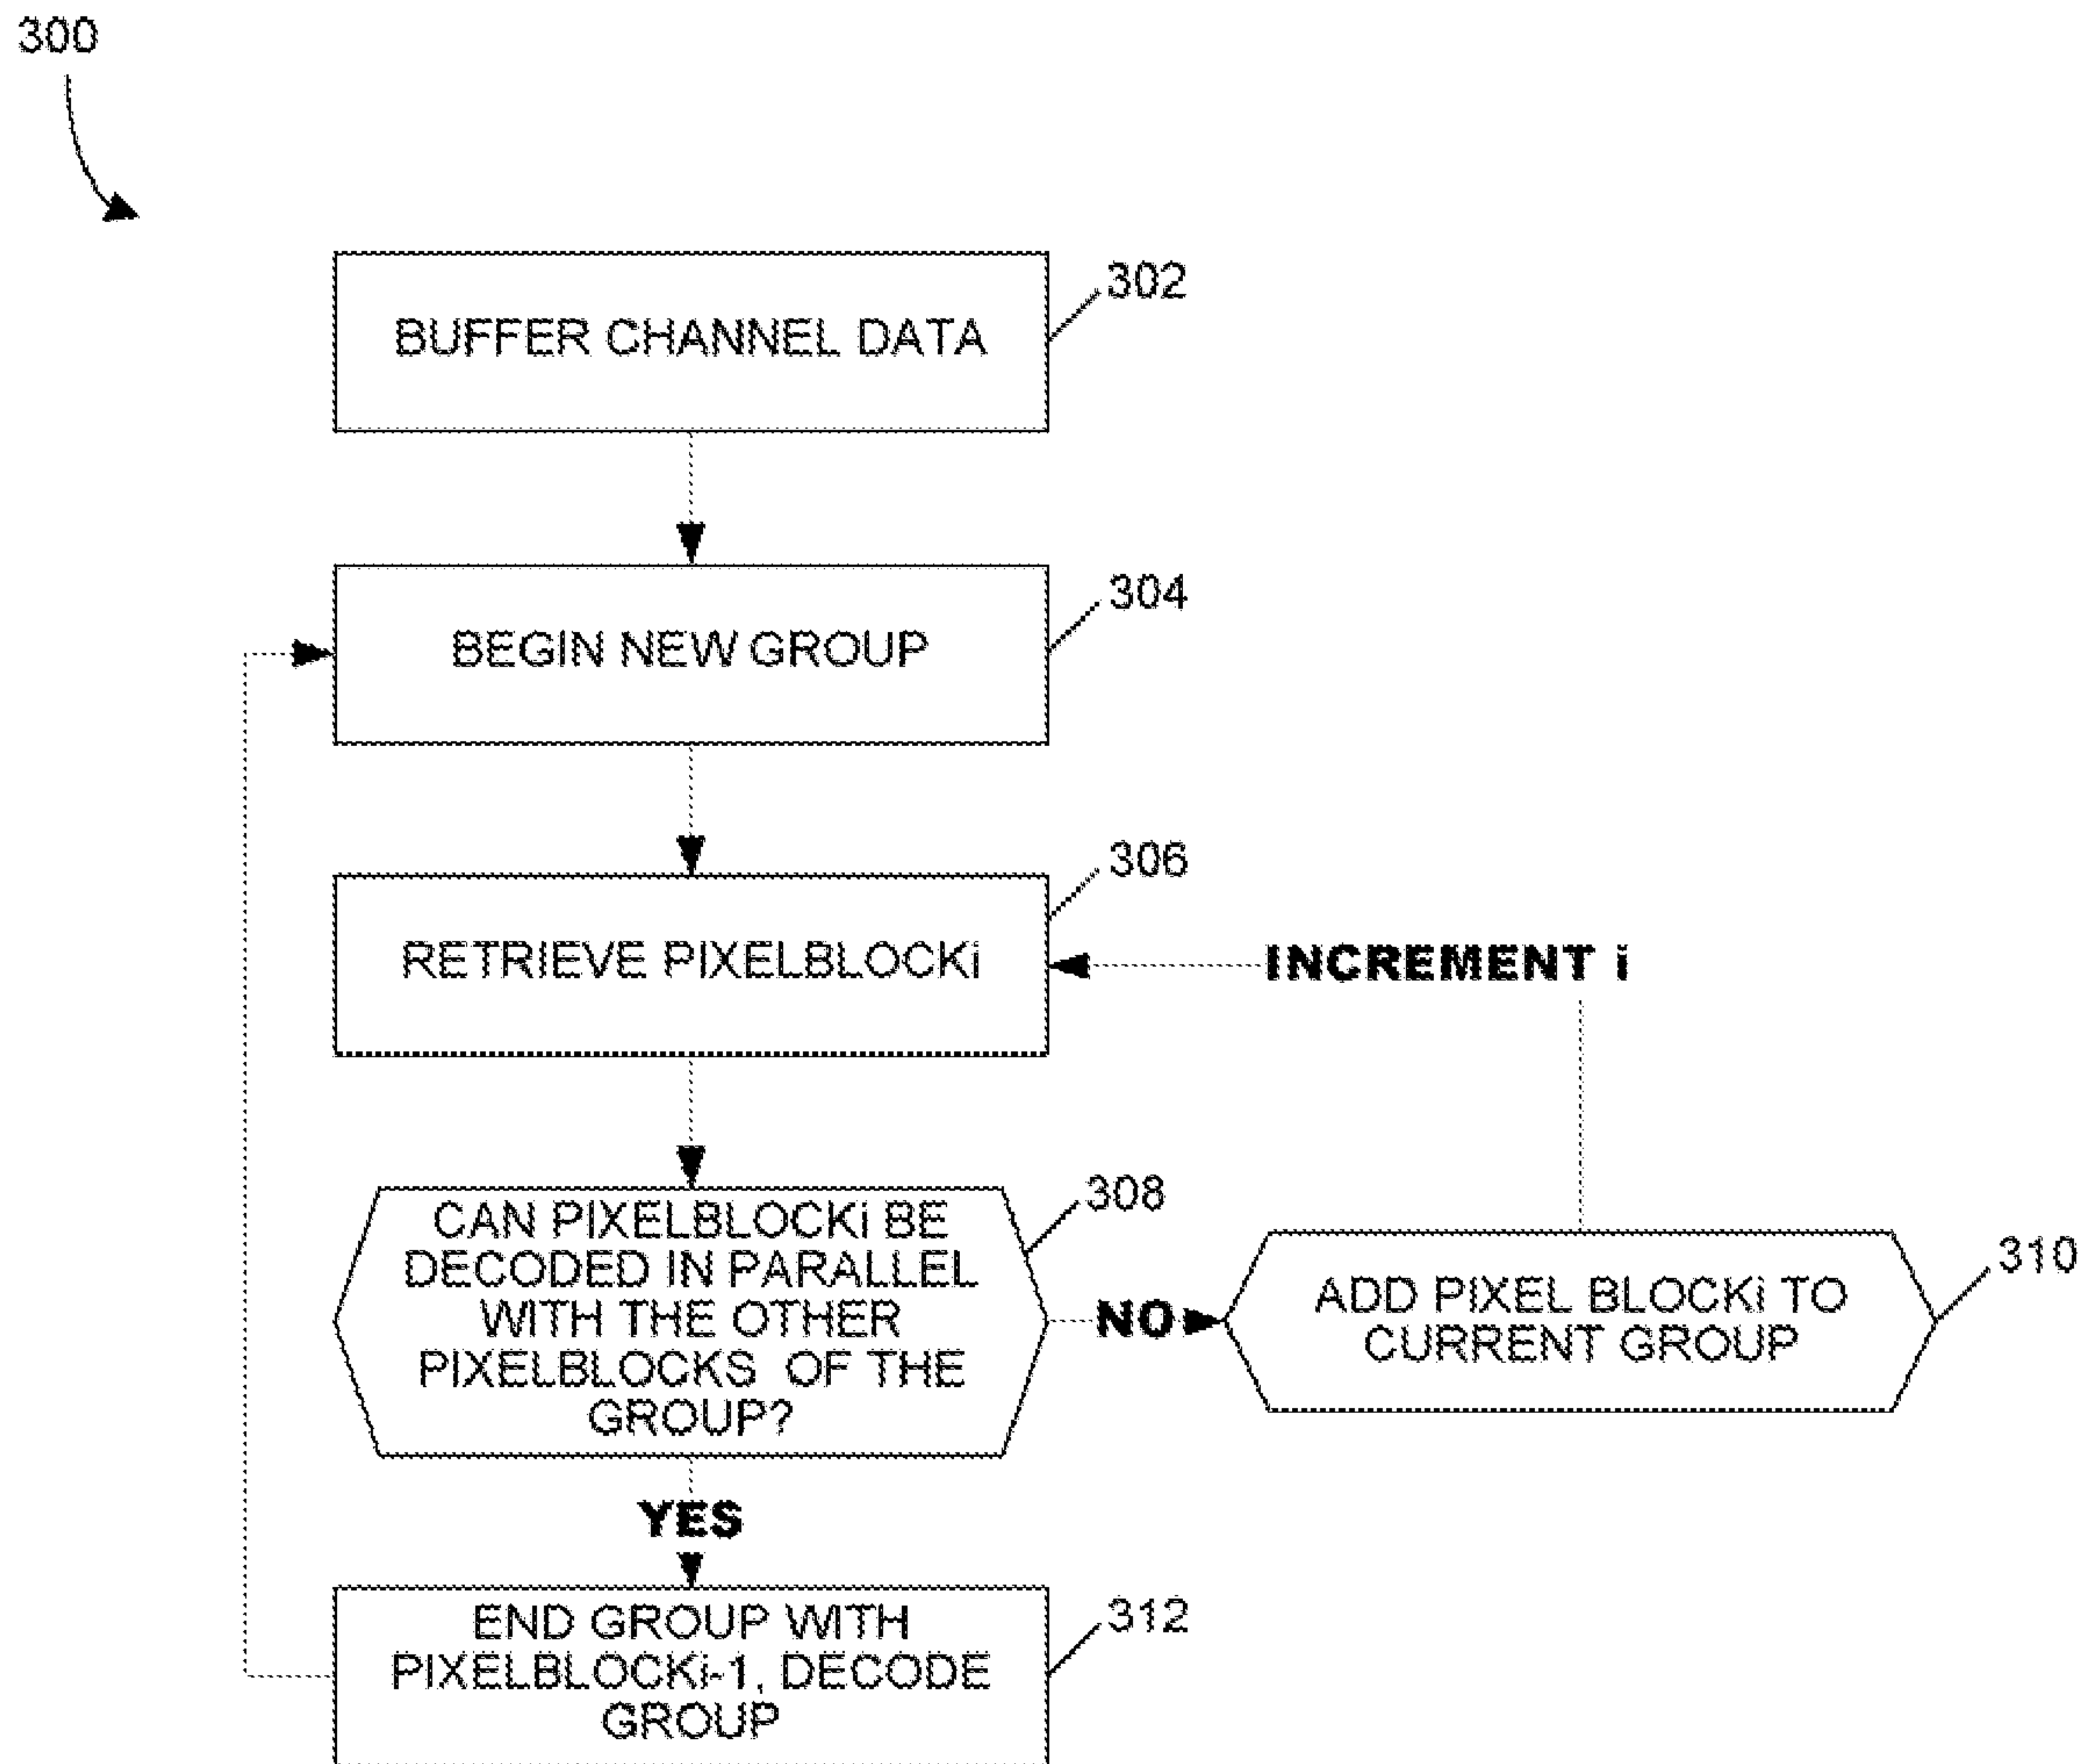 300
BUFFER CHANNEL DATA
302
BEGIN NEW GROUP
304
RETRIEVE PIXELBLOCKi
306
INCREMENT i
CAN PIXELBLOCKi BE
DECODED IN PARALLEL
WITH THE OTHER
PIXELBLOCKS OF THE
GROUP?
308
NO
ADD PIXEL BLOCKi TO
CURRENT GROUP
310
YES
END GROUP WITH
PIXELBLOCKi-1, DECODE
GROUP
312